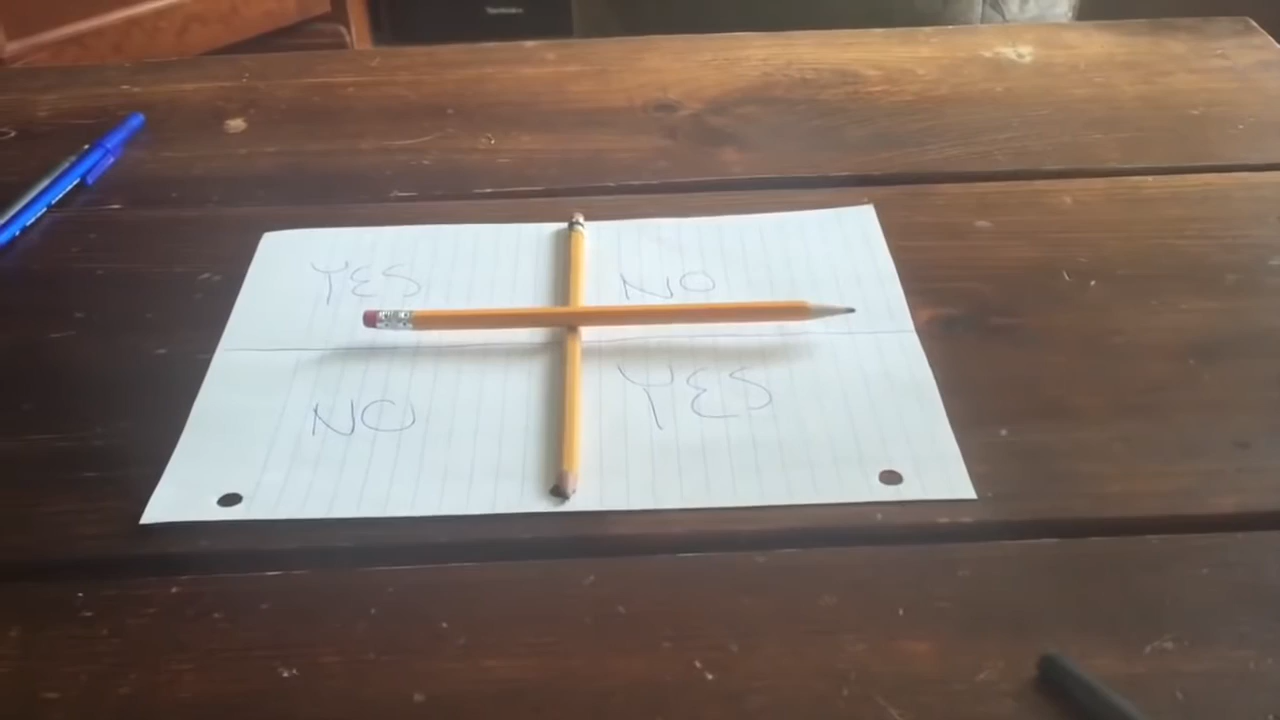 YES NO
NO YES